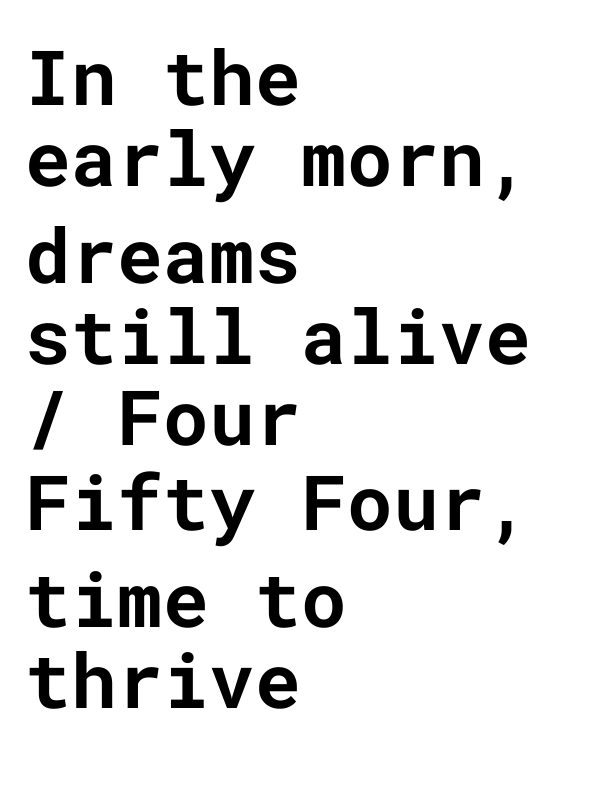 In the
early morn,
dreams
still alive
/ Four
Fifty Four,
time to
thrive